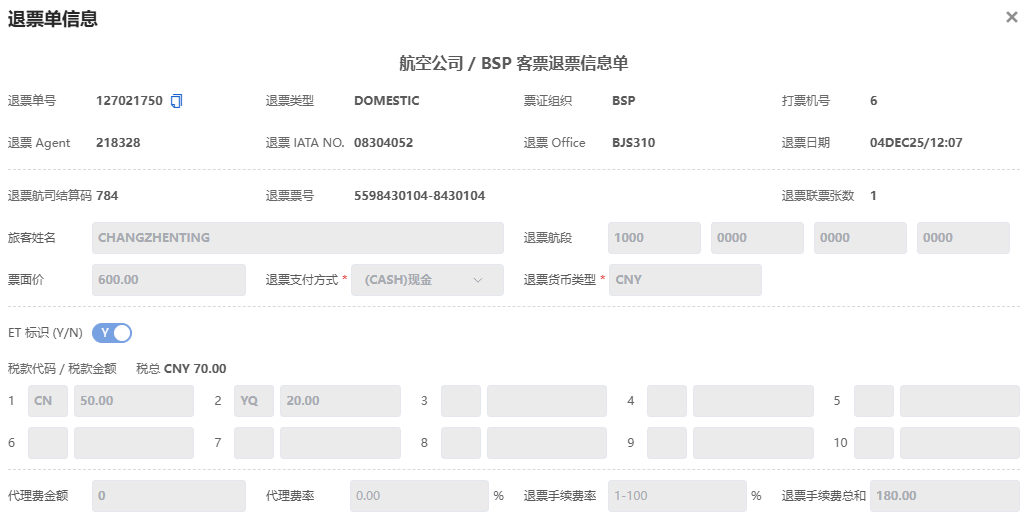 退票单信息
航空公司 / BSP 客票退票信息单
退票单号 127021750 退票类型 DOMESTIC 票证组织 BSP 打票机号 6
退票 Agent 218328 退票 IATA NO. 08304052 退票 Office BJS310 退票日期 04DEC25/12:07
退票航司结算码 784 退票票号 5598430104-8430104 退票联票张数 1
旅客姓名 CHANGZHENTING 退票航段 1000 0000 0000 0000
票面价 600.00 退票支付方式 * (CASH)现金 退票货币类型 * CNY
ET 标识 (Y/N) Y
税款代码 / 税款金额 税总 CNY 70.00
1 CN 50.00 2 YQ 20.00 3 4 5
6 7 8 9 10
代理费金额 0 代理费率 0.00 % 退票手续费率 1-100 % 退票手续费总和 180.00